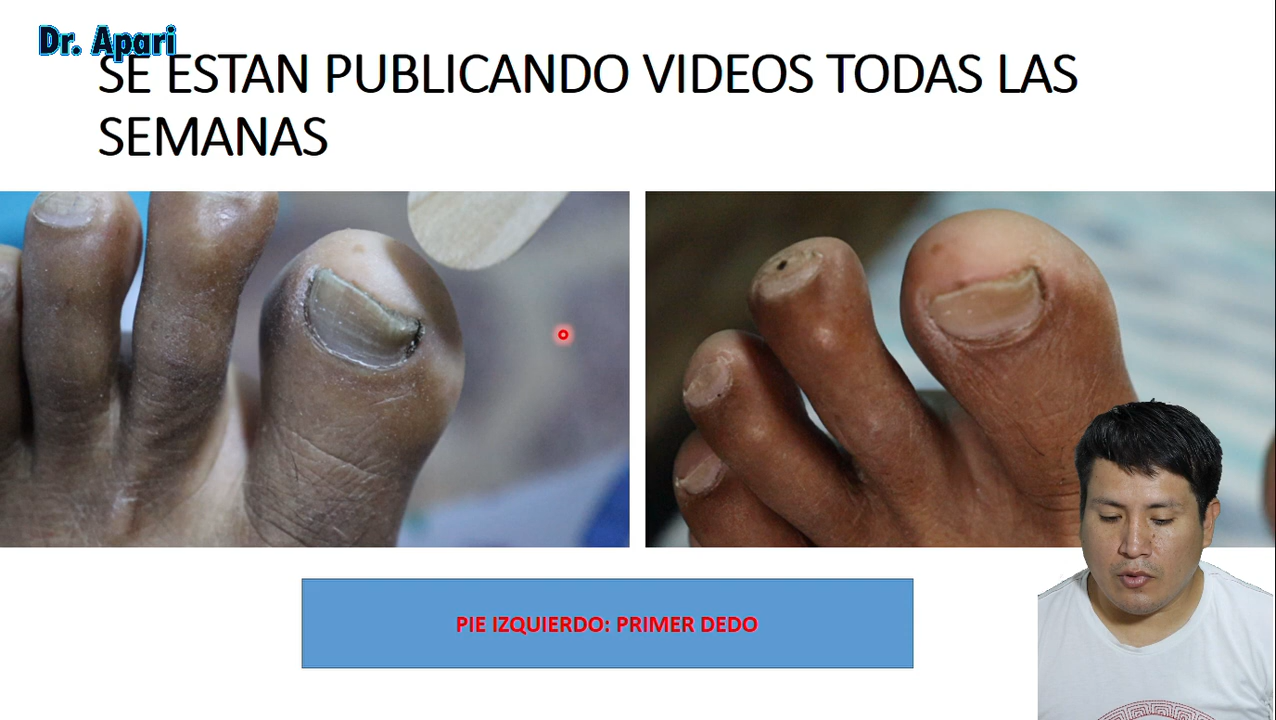 Dr. Apari
SE ESTAN PUBLICANDO VIDEOS TODAS LAS
SEMANAS
PIE IZQUIERDO: PRIMER DEDO